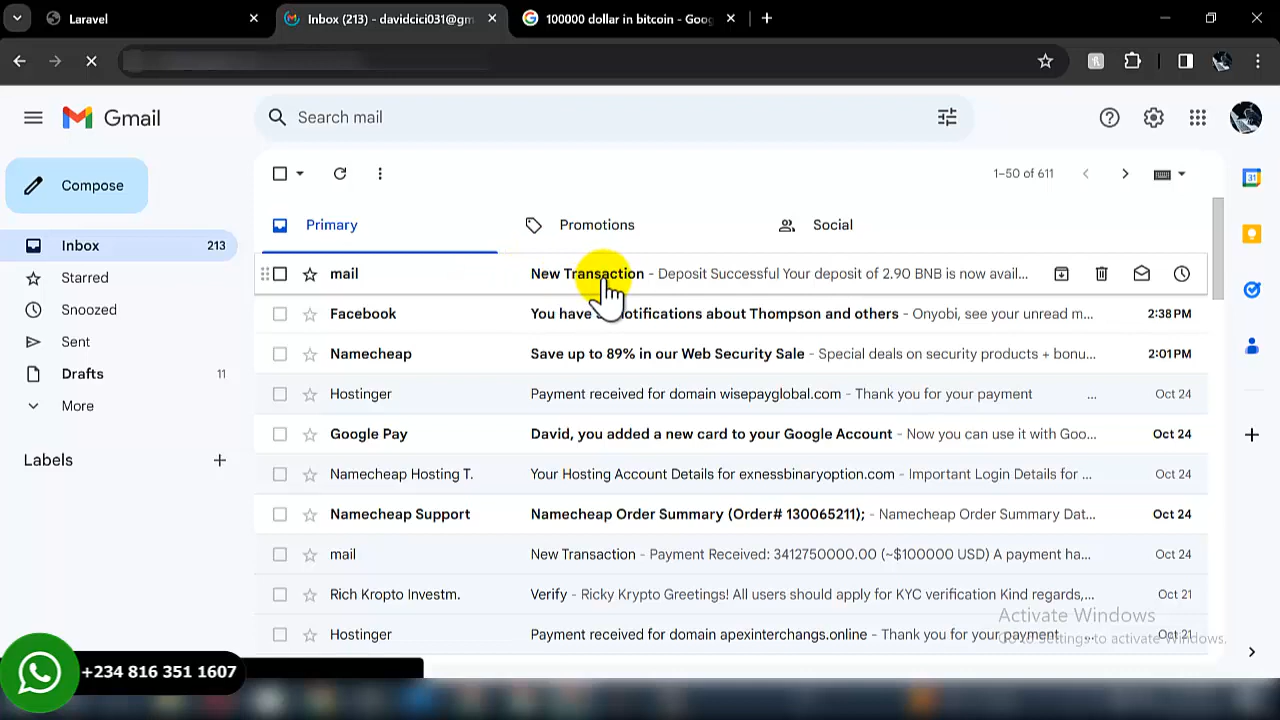 Laravel
Inbox (213) - davidcici031@gm
100000 dollar in bitcoin - Goog
Gmail
Search mail
Compose
1–50 of 611
Primary
Promotions
Social
Inbox 213
Starred
Snoozed
Sent
Drafts 11
More
Labels
mail New Transaction - Deposit Successful Your deposit of 2.90 BNB is now avail...
Facebook You have notifications about Thompson and others - Onyobi, see your unread m... 2:38 PM
Namecheap Save up to 89% in our Web Security Sale - Special deals on security products + bonu... 2:01 PM
Hostinger Payment received for domain wisepayglobal.com - Thank you for your payment ... Oct 24
Google Pay David, you added a new card to your Google Account - Now you can use it with Goo... Oct 24
Namecheap Hosting T. Your Hosting Account Details for exnessbinaryoption.com - Important Login Details for ... Oct 24
Namecheap Support Namecheap Order Summary (Order# 130065211); - Namecheap Order Summary Dat... Oct 24
mail New Transaction - Payment Received: 3412750000.00 (~$100000 USD) A payment ha... Oct 24
Rich Kropto Investm. Verify - Ricky Krypto Greetings! All users should apply for KYC verification Kind regards,... Oct 21
Hostinger Payment received for domain apexinterchangs.online - Thank you for your payment Oct 21
Activate Windows
Go to Settings to activate Windows.
+234 816 351 1607